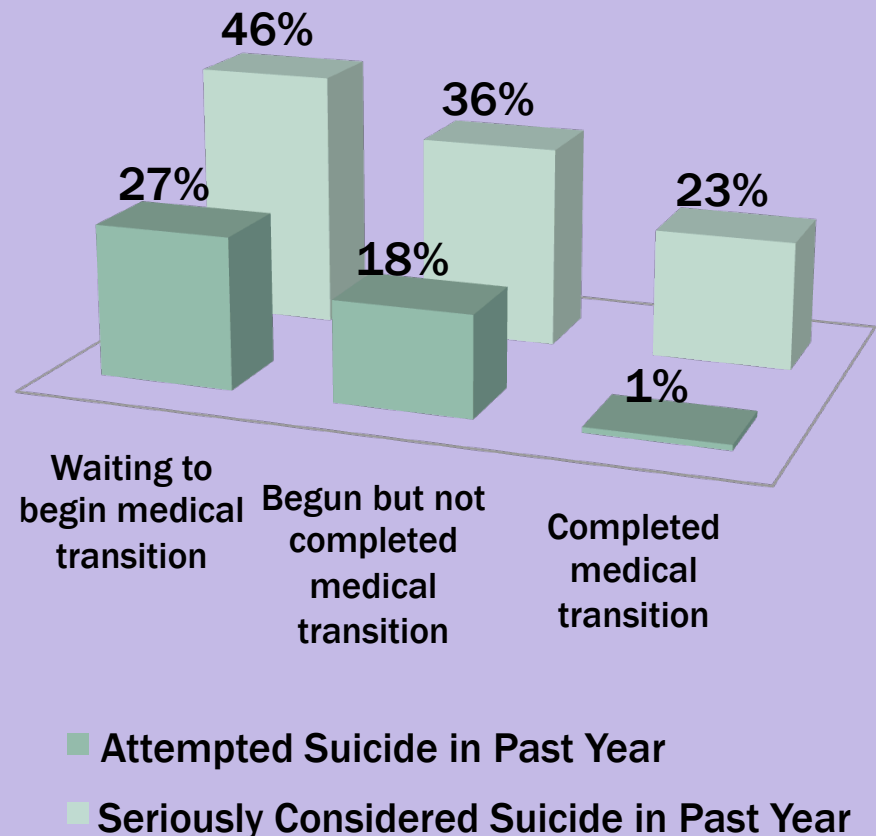 46%
36%
27%
23%
18%
1%
Waiting to
begin medical
transition
Begun but not
completed
medical
transition
Completed
medical
transition
Attempted Suicide in Past Year
Seriously Considered Suicide in Past Year